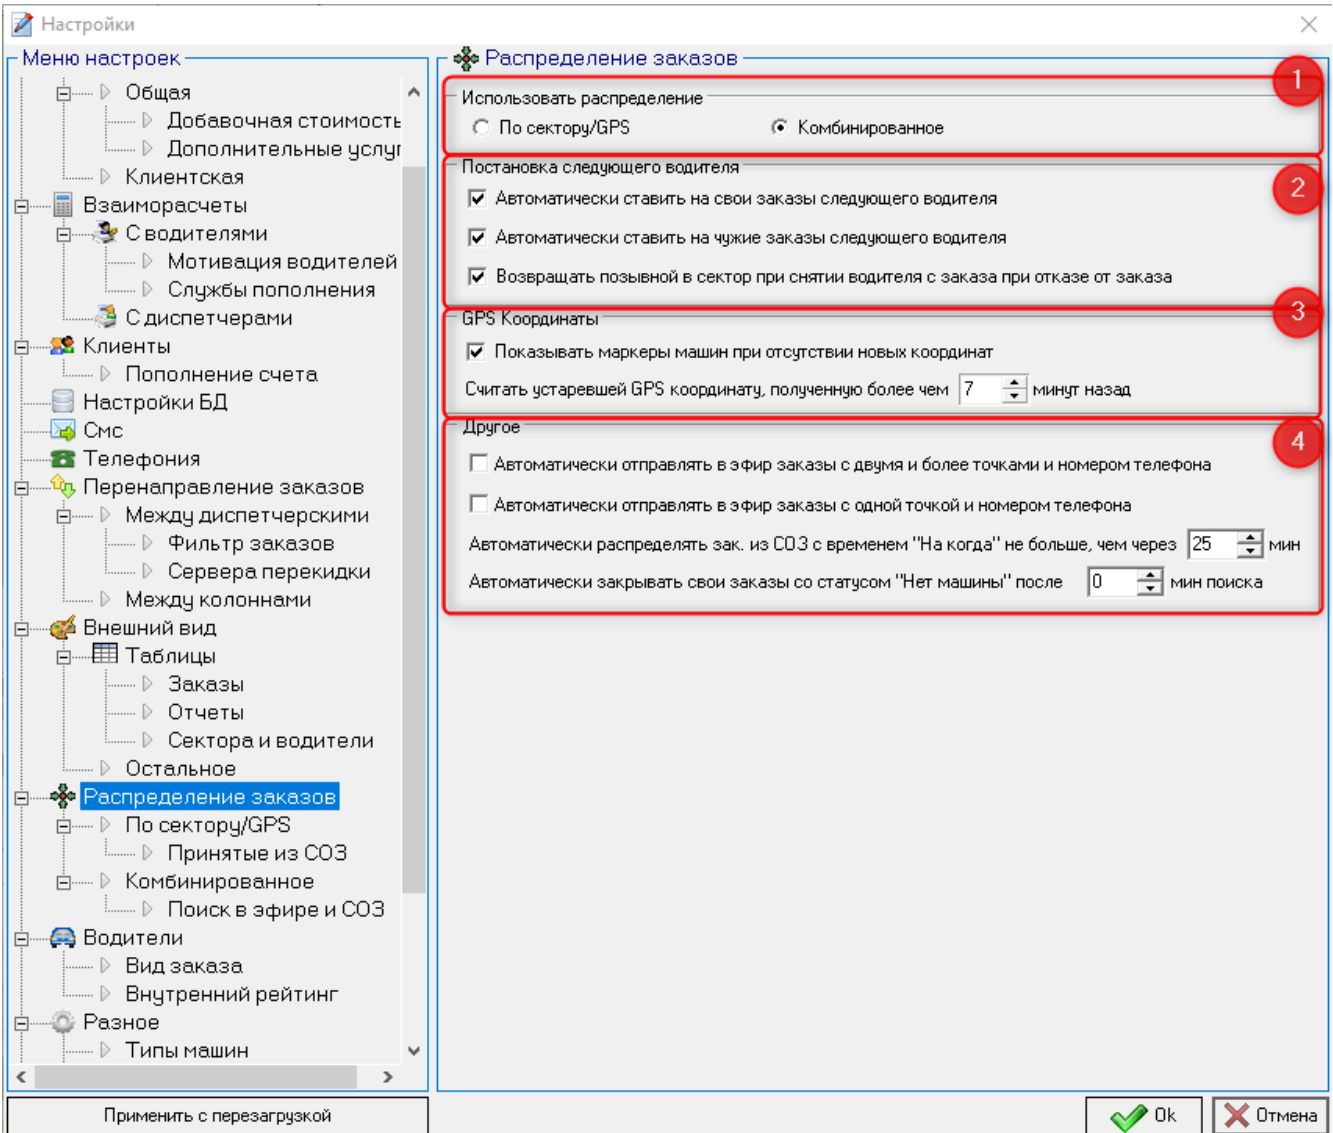 Настройки
Меню настроек
Общая
Добавочная стоимость
Дополнительные услуг
Клиентская
Взаиморасчеты
С водителями
Мотивация водителей
Службы пополнения
С диспетчерами
Клиенты
Пополнение счета
Настройки БД
Смс
Телефония
Перенаправление заказов
Между диспетчерскими
Фильтр заказов
Сервера перекидки
Между колоннами
Внешний вид
Таблицы
Заказы
Отчеты
Сектора и водители
Остальное
Распределение заказов
По сектору/GPS
Принятые из СОЗ
Комбинированное
Поиск в эфире и СОЗ
Водители
Вид заказа
Внутренний рейтинг
Разное
Типы машин
Применить с перезагрузкой
Распределение заказов
1
Использовать распределение
По сектору/GPS Комбинированное
Постановка следующего водителя
2
Автоматически ставить на свои заказы следующего водителя
Автоматически ставить на чужие заказы следующего водителя
Возвращать позывной в сектор при снятии водителя с заказа при отказе от заказа
GPS Координаты
3
Показывать маркеры машин при отсутствии новых координат
Считать устаревшей GPS координату, полученную более чем 7 минут назад
Другое
4
Автоматически отправлять в эфир заказы с двумя и более точками и номером телефона
Автоматически отправлять в эфир заказы с одной точкой и номером телефона
Автоматически распределять зак. из СОЗ с временем "На когда" не больше, чем через 25 мин
Автоматически закрывать свои заказы со статусом "Нет машины" после 0 мин поиска
Ok
Отмена